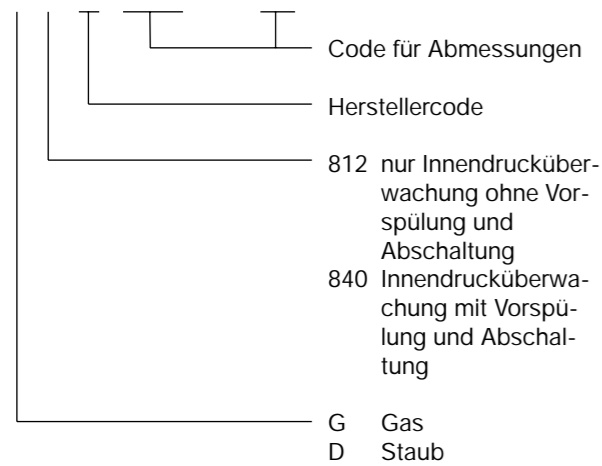 Code für Abmessungen
Herstellercode
812 nur Innendrucküber-
wachung ohne Vor-
spülung und
Abschaltung
840 Innendrucküberwa-
chung mit Vorspü-
lung und Abschal-
tung
G Gas
D Staub